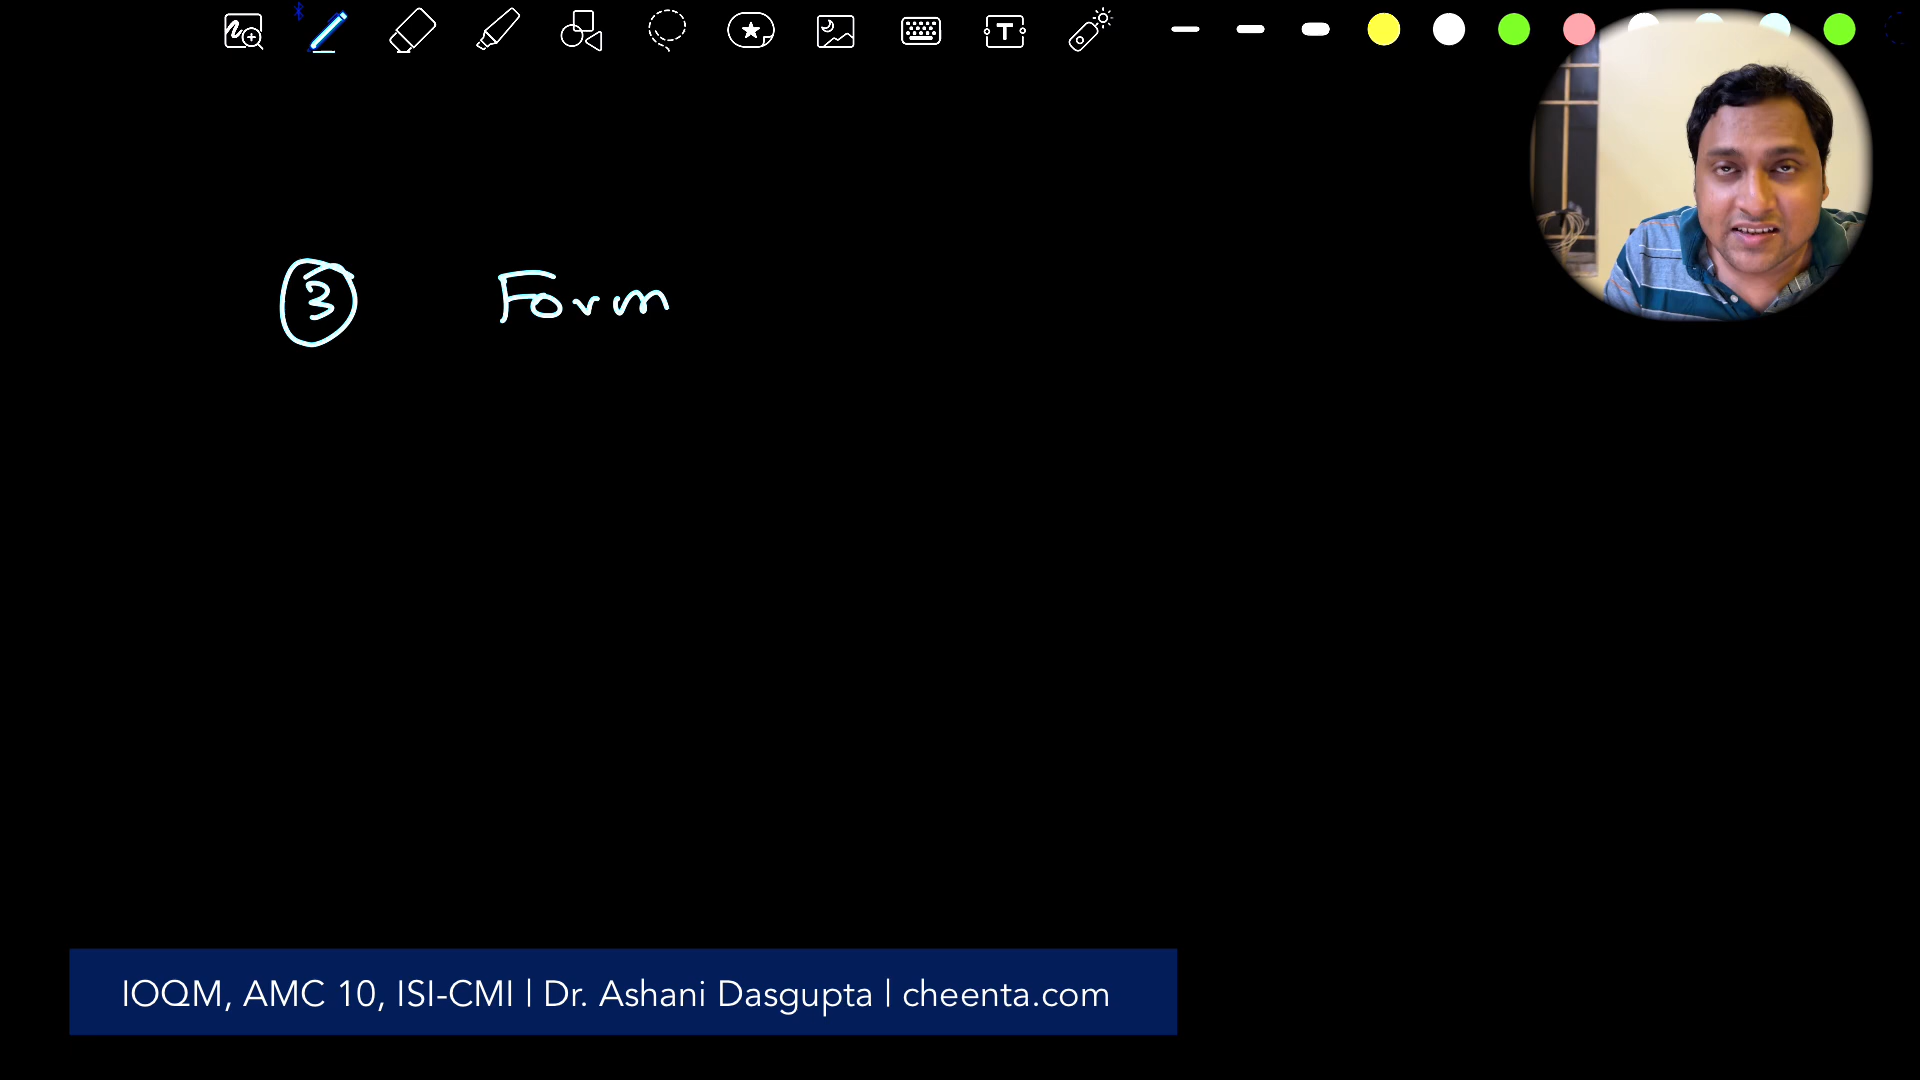 ③ Form
IOQM, AMC 10, ISI-CMI | Dr. Ashani Dasgupta | cheenta.com